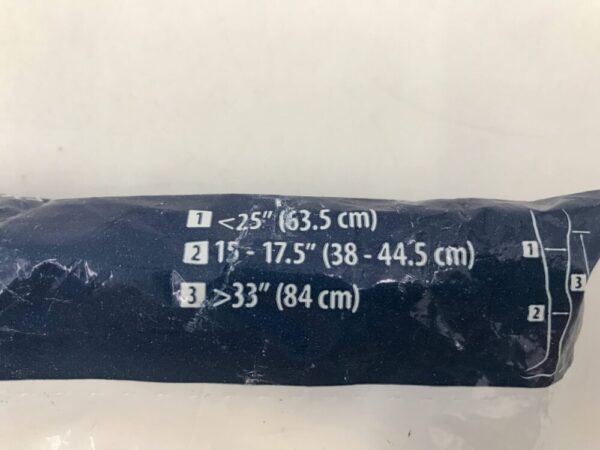 1 <25" (63.5 cm)
2 15 - 17.5" (38 - 44.5 cm)
3 >33" (84 cm)
1
3
2